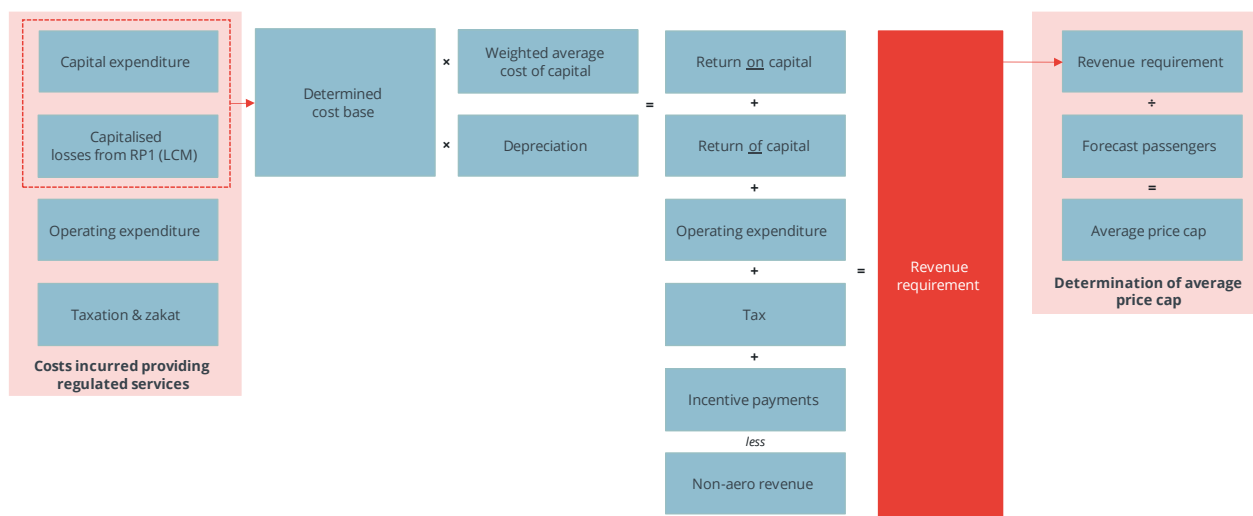 Capital expenditure
Capitalised
losses from RP1 (LCM)
Operating expenditure
Taxation & zakat
Costs incurred providing
regulated services
Determined
cost base
×
Weighted average
cost of capital
×
Depreciation
=
Return on capital
+
Return of capital
+
Operating expenditure
+
Tax
+
Incentive payments
less
Non-aero revenue
=
Revenue
requirement
Revenue requirement
÷
Forecast passengers
=
Average price cap
Determination of average
price cap